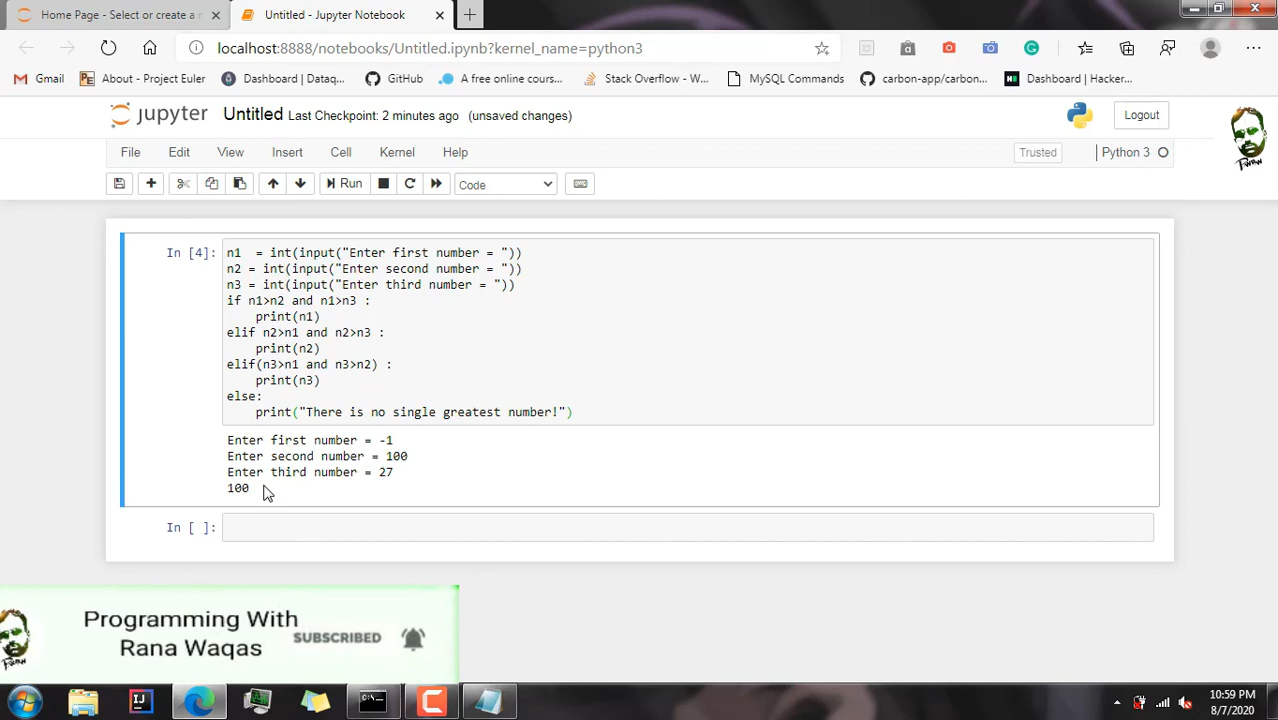 Home Page - Select or create a n
Untitled - Jupyter Notebook
localhost:8888/notebooks/Untitled.ipynb?kernel_name=python3
Gmail
About - Project Euler
Dashboard | Dataq...
GitHub
A free online cours...
Stack Overflow - W...
MySQL Commands
carbon-app/carbon...
Dashboard | Hacker...
jupyter Untitled Last Checkpoint: 2 minutes ago (unsaved changes)
Logout
File Edit View Insert Cell Kernel Help
Trusted
Python 3
Run
Code
In [4]:
n1  = int(input("Enter first number = "))
n2 = int(input("Enter second number = "))
n3 = int(input("Enter third number = "))
if n1>n2 and n1>n3 :
    print(n1)
elif n2>n1 and n2>n3 :
    print(n2)
elif(n3>n1 and n3>n2) :
    print(n3)
else:
    print("There is no single greatest number!")
Enter first number = -1
Enter second number = 100
Enter third number = 27
100
In [ ]:
Programming With
Rana Waqas
SUBSCRIBED
10:59 PM
8/7/2020